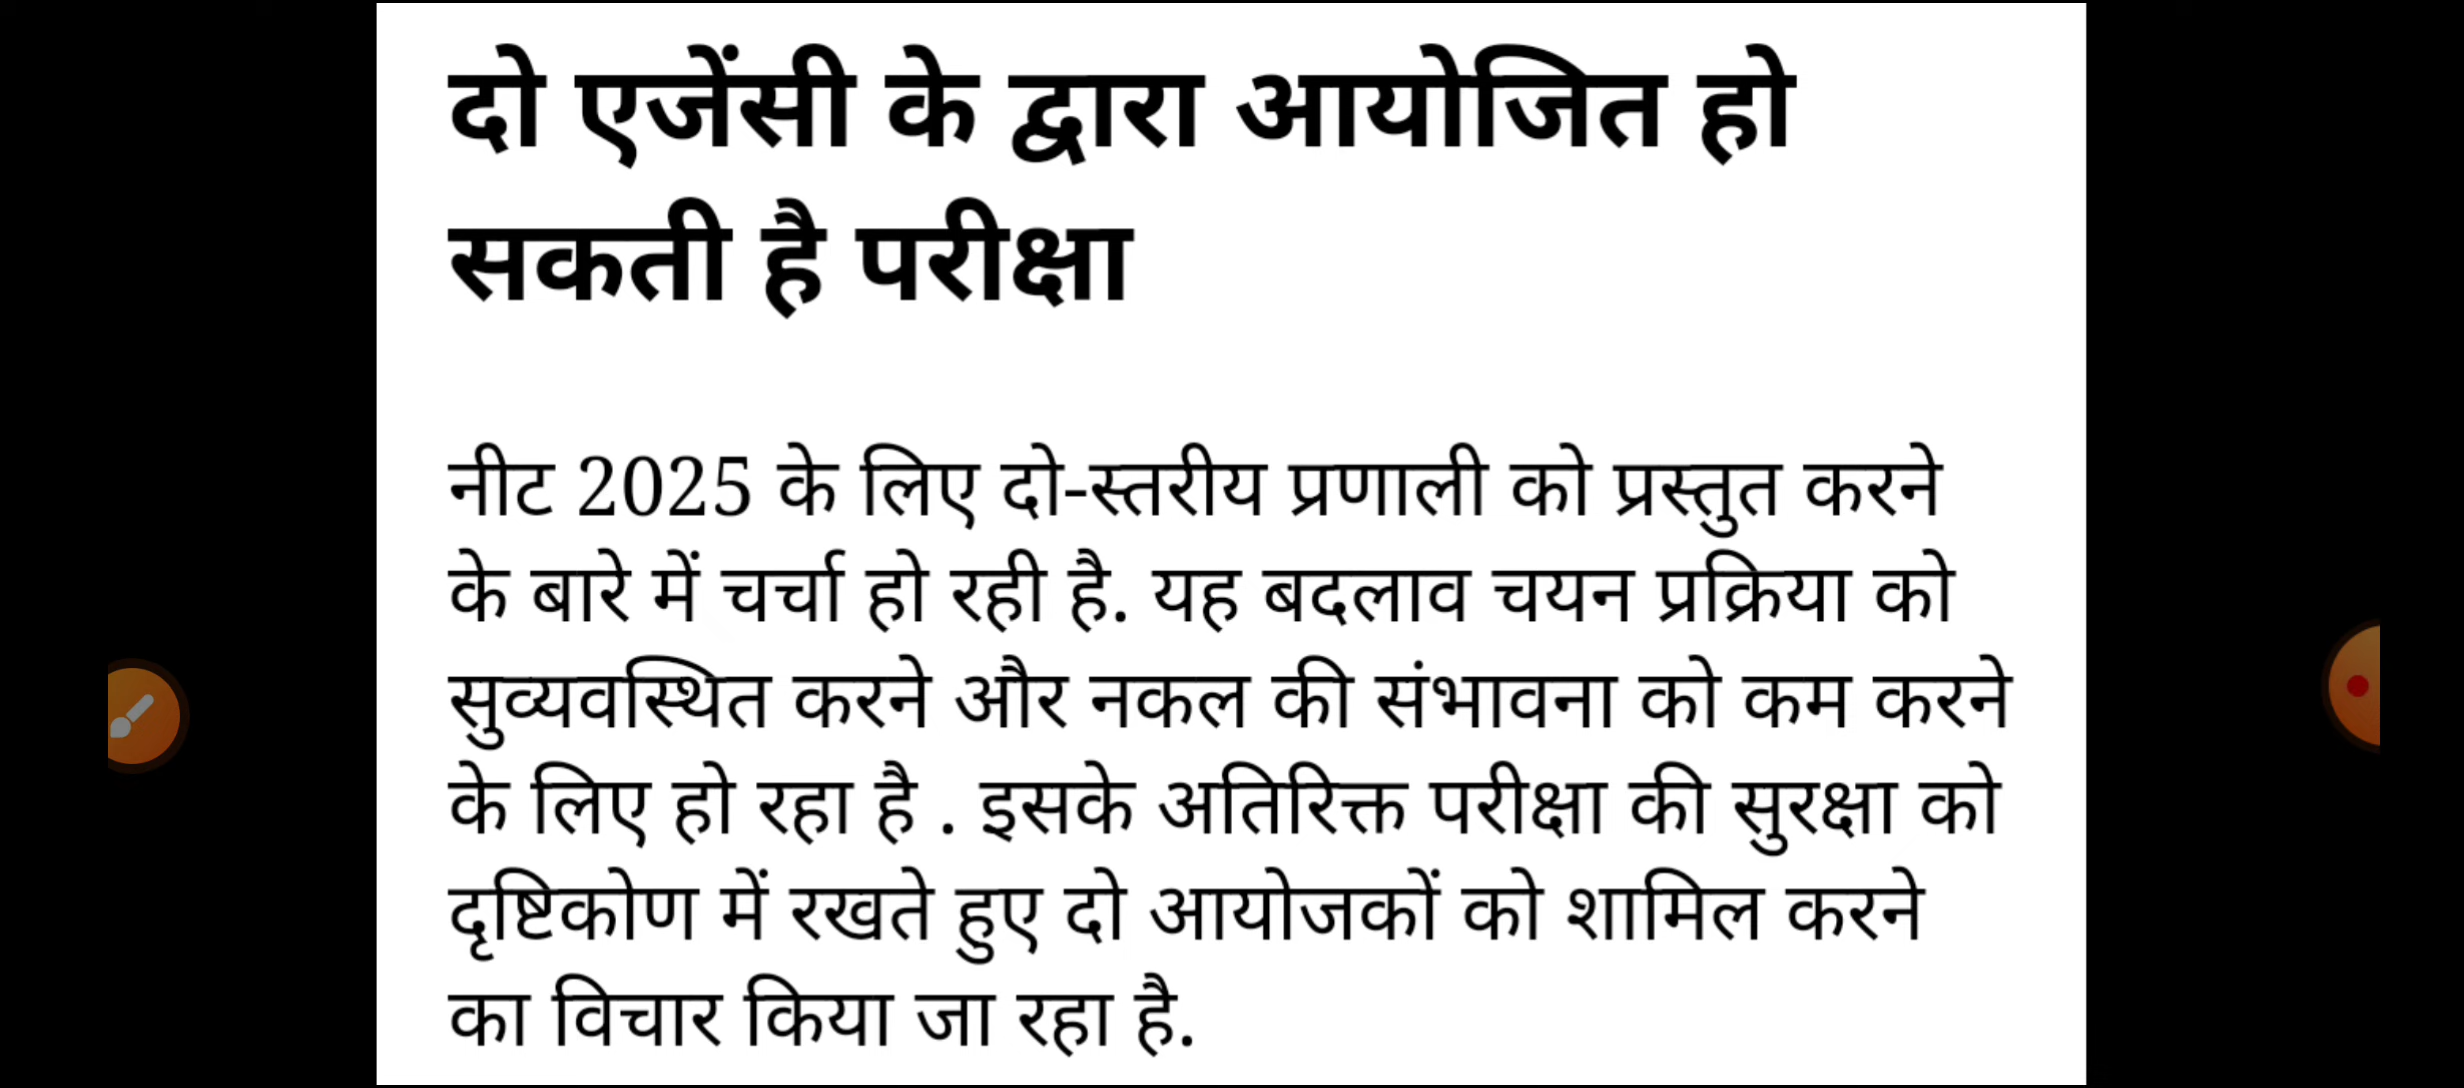 दो एजेंसी के द्वारा आयोजित हो
सकती है परीक्षा
नीट 2025 के लिए दो-स्तरीय प्रणाली को प्रस्तुत करने
के बारे में चर्चा हो रही है. यह बदलाव चयन प्रक्रिया को
सुव्यवस्थित करने और नकल की संभावना को कम करने
के लिए हो रहा है . इसके अतिरिक्त परीक्षा की सुरक्षा को
दृष्टिकोण में रखते हुए दो आयोजकों को शामिल करने
का विचार किया जा रहा है.